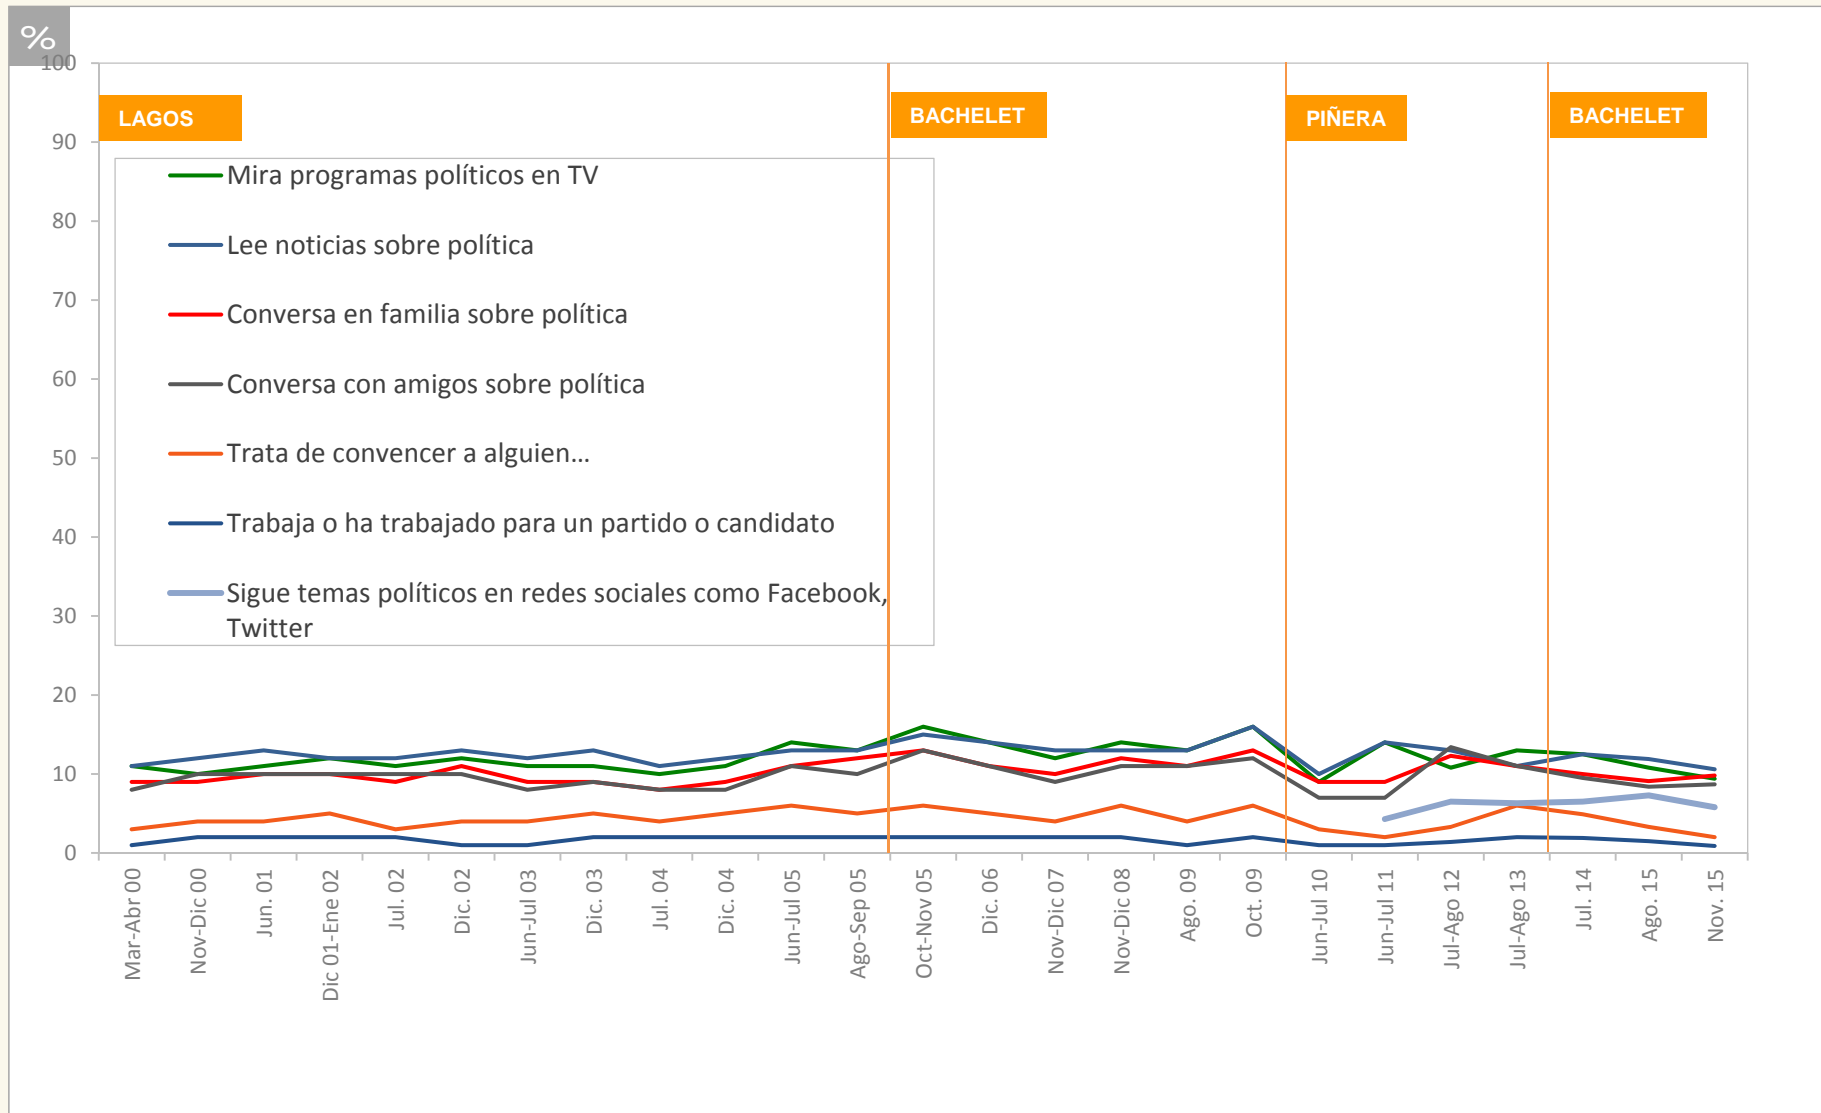 %
100
90
80
70
60
50
40
30
20
10
0
LAGOS
BACHELET
PIÑERA
BACHELET
Mira programas políticos en TV
Lee noticias sobre política
Conversa en familia sobre política
Conversa con amigos sobre política
Trata de convencer a alguien...
Trabaja o ha trabajado para un partido o candidato
Sigue temas políticos en redes sociales como Facebook,
Twitter
Mar-Abr 00
Nov-Dic 00
Jun. 01
Dic 01-Ene 02
Jul. 02
Dic. 02
Jun-Jul 03
Dic. 03
Jul. 04
Dic. 04
Jun-Jul 05
Ago-Sep 05
Oct-Nov 05
Dic. 06
Nov-Dic 07
Nov-Dic 08
Ago. 09
Oct. 09
Jun-Jul 10
Jun-Jul 11
Jul-Ago 12
Jul-Ago 13
Jul. 14
Ago. 15
Nov. 15